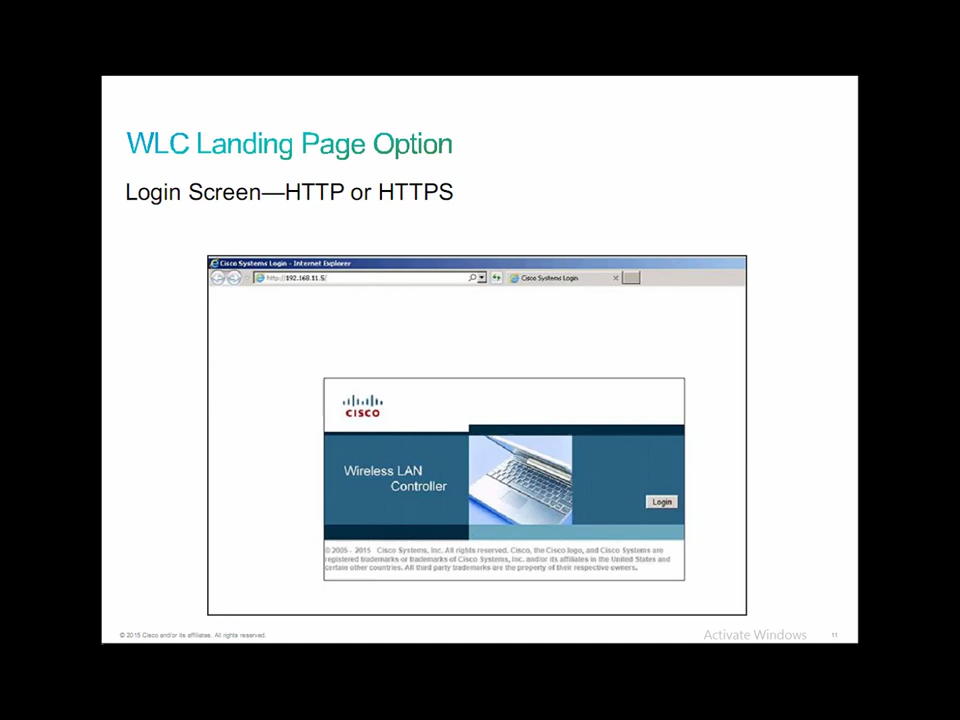 WLC Landing Page Option
Login Screen—HTTP or HTTPS
Cisco Systems Login - Internet Explorer
http://192.168.11.5/
Cisco Systems Login
CISCO
Wireless LAN
Controller
Login
© 2005 - 2015 Cisco Systems, Inc. All rights reserved. Cisco, the Cisco logo, and Cisco Systems are
registered trademarks or trademarks of Cisco Systems, Inc. and/or its affiliates in the United States and
certain other countries. All third party trademarks are the property of their respective owners.
© 2015 Cisco and/or its affiliates. All rights reserved.
Activate Windows
11